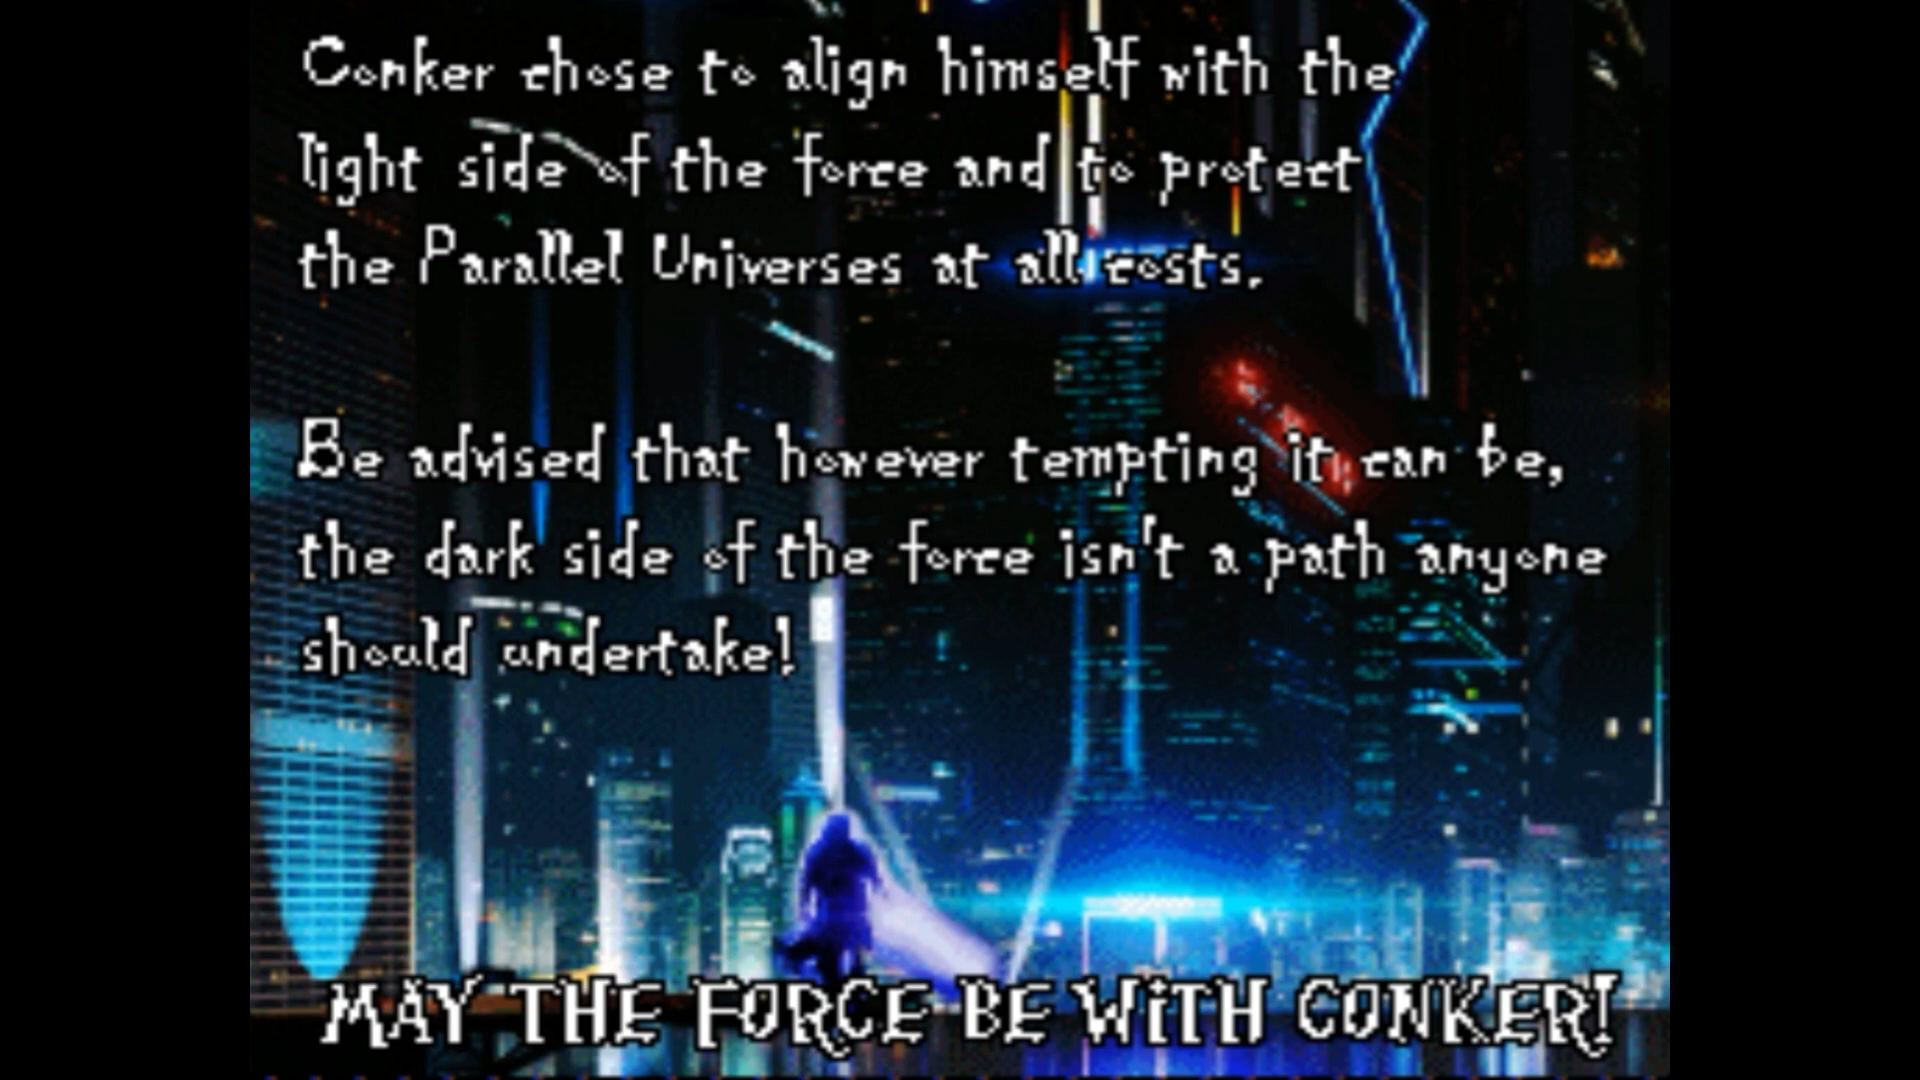 Conker chose to align himself with the
light side of the force and to protect
the Parallel Universes at all costs.
Be advised that however tempting it can be,
the dark side of the force isn't a path anyone
should undertake!
MAY THE FORCE BE WiTH CONKER!